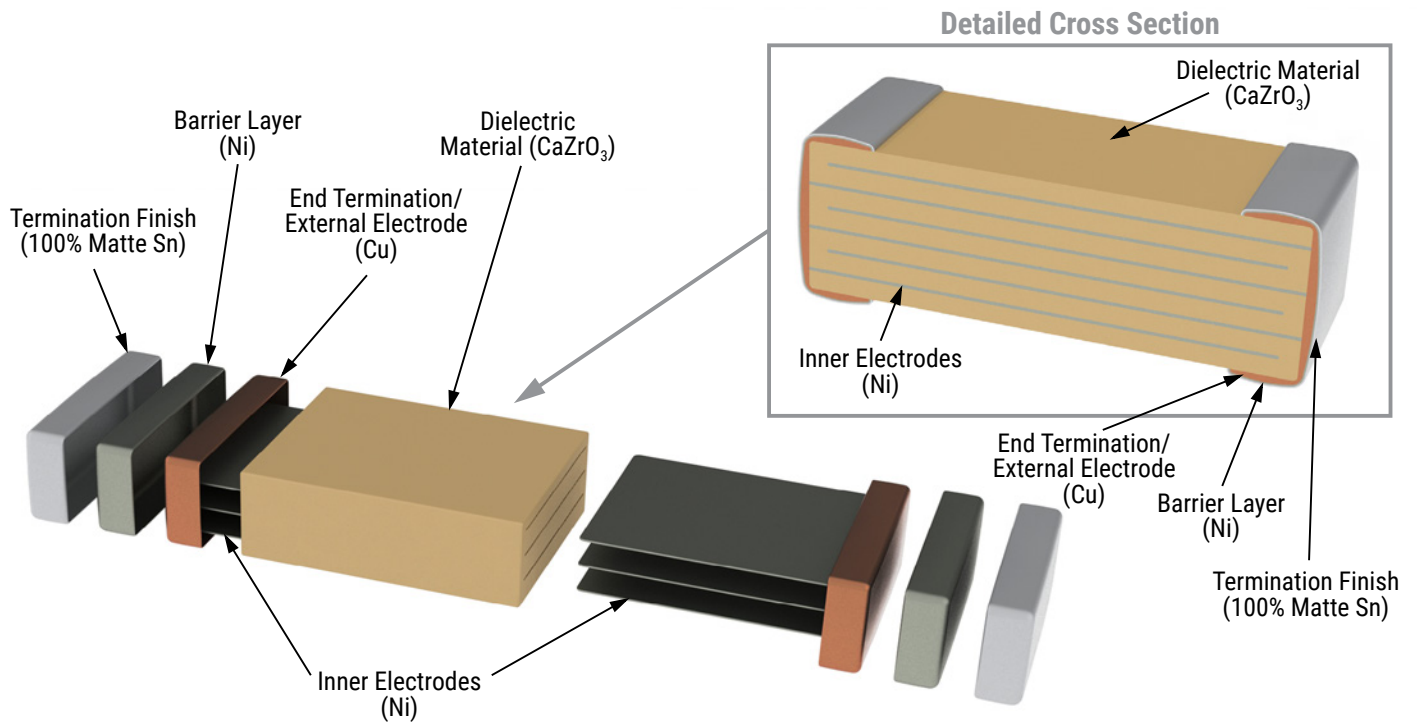 Detailed Cross Section
Dielectric Material
(CaZrO₃)
Barrier Layer
(Ni)
Dielectric
Material (CaZrO₃)
End Termination/
External Electrode
(Cu)
Termination Finish
(100% Matte Sn)
Inner Electrodes
(Ni)
End Termination/
External Electrode
(Cu)
Barrier Layer
(Ni)
Termination Finish
(100% Matte Sn)
Inner Electrodes
(Ni)